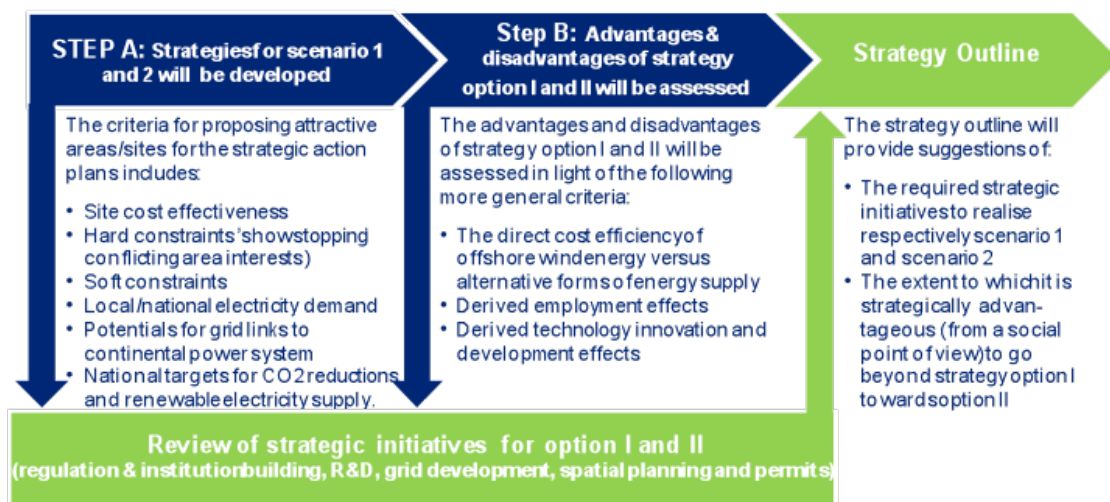 STEP A: Strategiesfor scenario 1
and 2 will be developed
The criteria for proposing attractive
areas/sites for the strategic action
plans includes:
• Site cost effectiveness
• Hard constraints 'showstopping
conflicting area interests)
• Soft constraints
• Local/national electricity demand
• Potentials for grid links to
continental power system
• National targets for CO2 reductions
and renewable electricity supply.
Step B: Advantages &
disadvantages of strategy
option I and II will be assessed
The advantages and disadvantages
of strategy option I and II will be
assessed in light of the following
more general criteria:
• The direct cost efficiency of
offshore windenergy versus
alternative forms of energy supply
• Derived employment effects
• Derived technology innovation and
development effects
Strategy Outline
The strategy outline will
provide suggestions of:
• The required strategic
initiatives to realise
respectively scenario 1
and scenario 2
• The extent to whichit is
strategically advan-
tageous (from a social
point of view) to go
beyond strategy option I
towards option II
Review of strategic initiatives for option I and II
(regulation & institutionbuilding, R&D, grid development, spatial planning and permits)